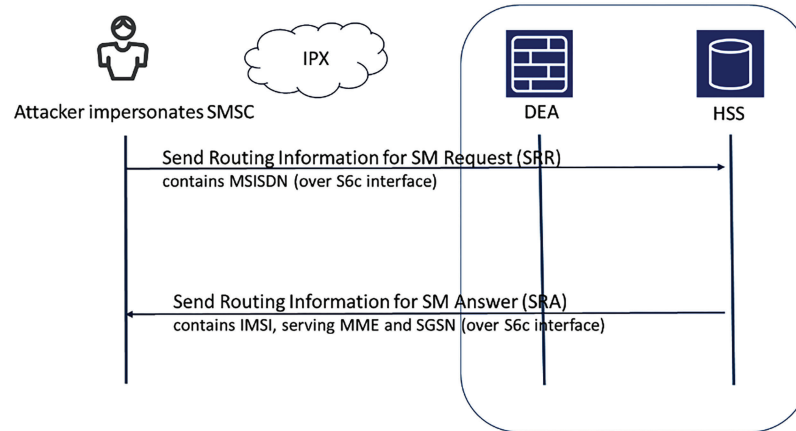 IPX
Attacker impersonates SMSC
DEA
HSS
Send Routing Information for SM Request (SRR)
contains MSISDN (over S6c interface)
Send Routing Information for SM Answer (SRA)
contains IMSI, serving MME and SGSN (over S6c interface)